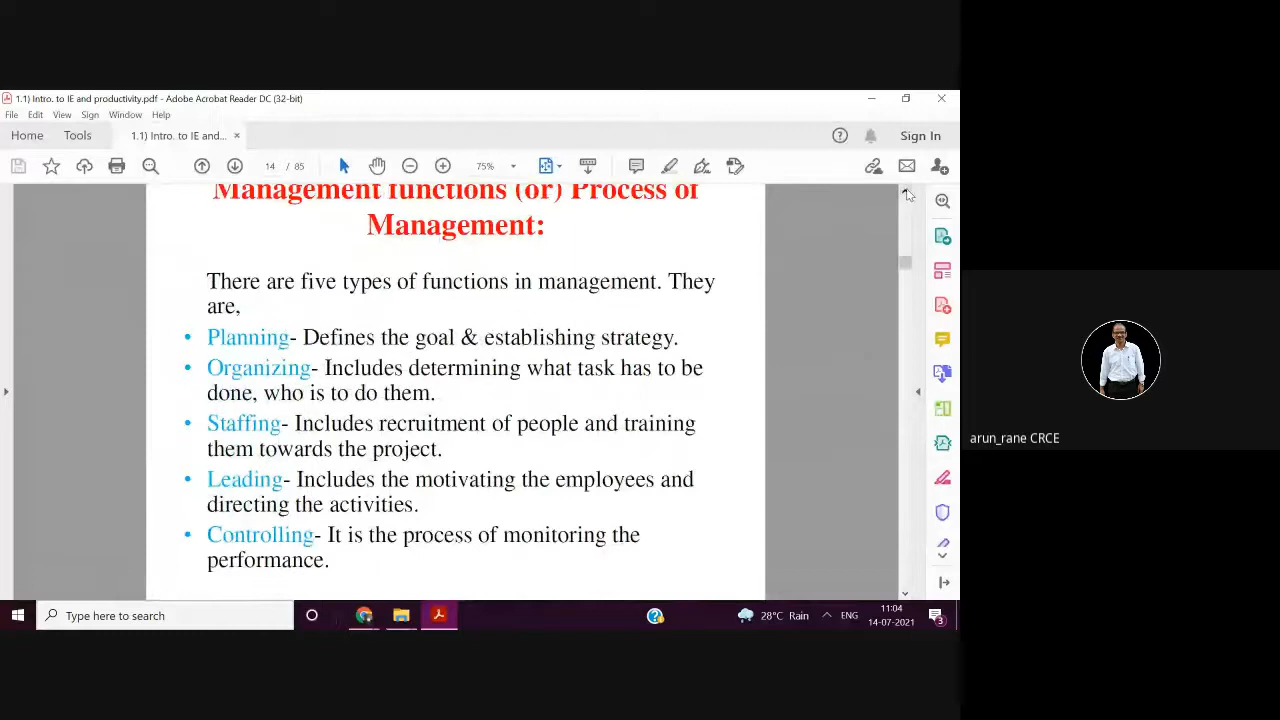 1.1) Intro. to IE and productivity.pdf - Adobe Acrobat Reader DC (32-bit)
File Edit View Sign Window Help
Home Tools 1.1) Intro. to IE and... × Sign In
14 / 85 75%
Management functions (or) Process of
Management:
There are five types of functions in management. They
are,
• Planning- Defines the goal & establishing strategy.
• Organizing- Includes determining what task has to be
done, who is to do them.
• Staffing- Includes recruitment of people and training
them towards the project.
• Leading- Includes the motivating the employees and
directing the activities.
• Controlling- It is the process of monitoring the
performance.
arun_rane CRCE
Type here to search 28°C Rain ENG 11:04
14-07-2021 3